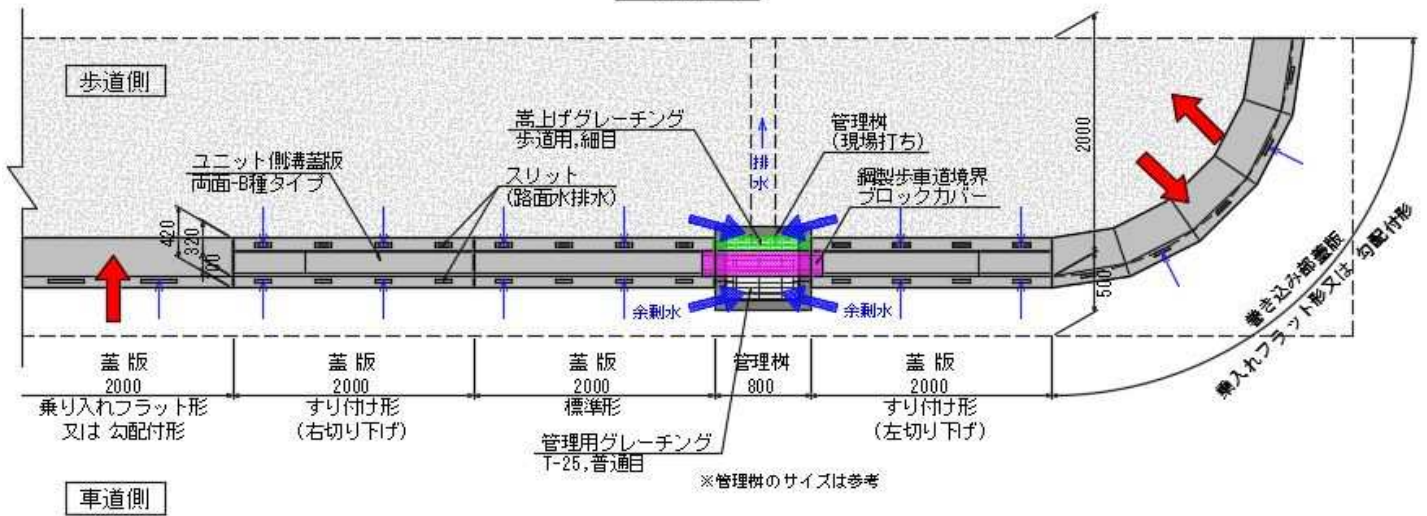 歩道側
ユニット側溝蓋版
両面-B種タイプ
嵩上げグレーチング
歩道用,細目
スリット
(路面水排水)
排水
管理桝
(現場打ち)
鋼製歩車道境界
ブロックカバー
2000
420
320
100
500
余剰水
余剰水
巻き込み部蓋版
乗入れフラット形又は 勾配付形
蓋 版
2000
乗り入れフラット形
又は 勾配付形
蓋 版
2000
すり付け形
(右切り下げ)
蓋 版
2000
標準形
管理桝
800
蓋 版
2000
すり付け形
(左切り下げ)
管理用グレーチング
T-25,普通目
※管理桝のサイズは参考
車道側